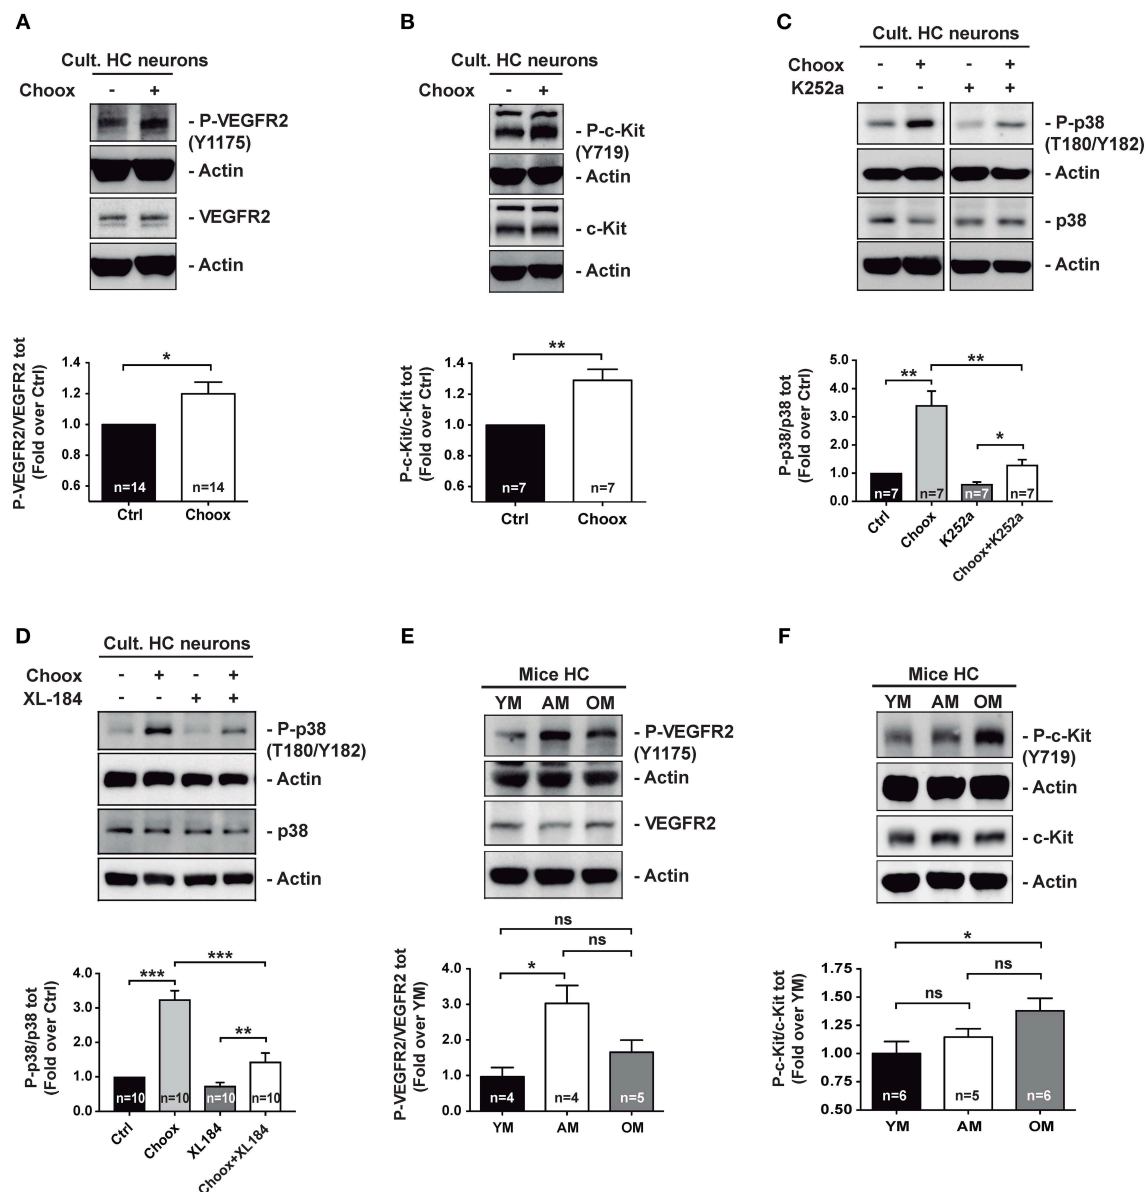 A
Cult. HC neurons
Choox - +
- P-VEGFR2
(Y1175)
- Actin
- VEGFR2
- Actin
P-VEGFR2/VEGFR2 tot
(Fold over Ctrl)
1.4
1.2
1.0
0.8
0.6
*
n=14 n=14
Ctrl Choox
B
Cult. HC neurons
Choox - +
- P-c-Kit
(Y719)
- Actin
- c-Kit
- Actin
P-c-Kit/c-Kit tot
(Fold over Ctrl)
1.4
1.2
1.0
0.8
0.6
**
n=7 n=7
Ctrl Choox
C
Cult. HC neurons
Choox - + - +
K252a - - + +
- P-p38
(T180/Y182)
- Actin
- p38
- Actin
P-p38/p38 tot
(Fold over Ctrl)
5.0
4.0
3.0
2.0
1.0
0.0
**
**
*
n=7 n=7 n=7 n=7
Ctrl Choox K252a Choox+K252a
D
Cult. HC neurons
Choox - + - +
XL-184 - - + +
- P-p38
(T180/Y182)
- Actin
- p38
- Actin
P-p38/p38 tot
(Fold over Ctrl)
4.0
3.0
2.0
1.0
0.0
***
***
**
n=10 n=10 n=10 n=10
Ctrl Choox XL184 Choox+XL184
E
Mice HC
YM AM OM
- P-VEGFR2
(Y1175)
- Actin
- VEGFR2
- Actin
P-VEGFR2/VEGFR2 tot
(Fold over YM)
4.0
3.0
2.0
1.0
0.0
ns
ns
*
n=4 n=4 n=5
YM AM OM
F
Mice HC
YM AM OM
- P-c-Kit
(Y719)
- Actin
- c-Kit
- Actin
P-c-Kit/c-Kit tot
(Fold over YM)
1.75
1.50
1.25
1.00
0.75
0.50
*
ns
ns
n=6 n=5 n=6
YM AM OM